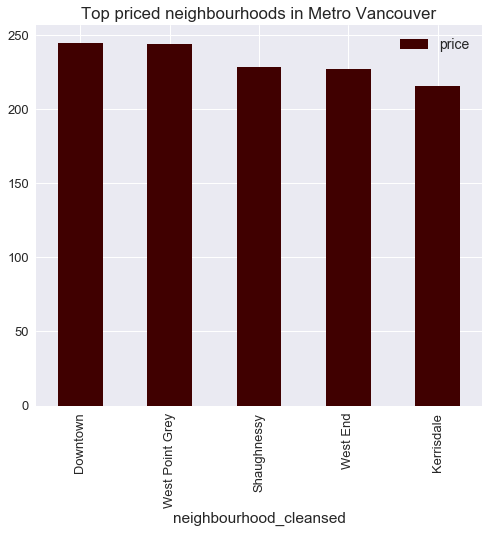 Top priced neighbourhoods in Metro Vancouver
price
250
200
150
100
50
0
Downtown
West Point Grey
Shaughnessy
West End
Kerrisdale
neighbourhood_cleansed